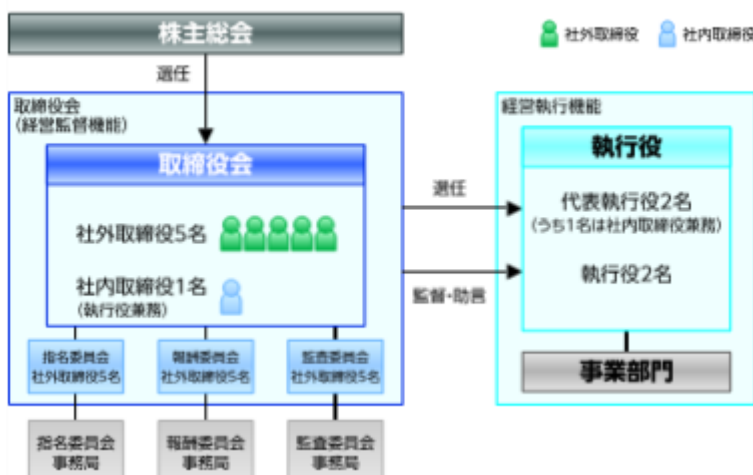 株主総会
社外取締役
社内取締役
選任
取締役会
(経営監督機能)
取締役会
社外取締役5名
社内取締役1名
(執行役兼務)
指名委員会
社外取締役5名
報酬委員会
社外取締役5名
監査委員会
社外取締役5名
指名委員会
事務局
報酬委員会
事務局
監査委員会
事務局
選任
監督・助言
経営執行機能
執行役
代表執行役2名
(うち1名は社内取締役兼務)
執行役2名
事業部門